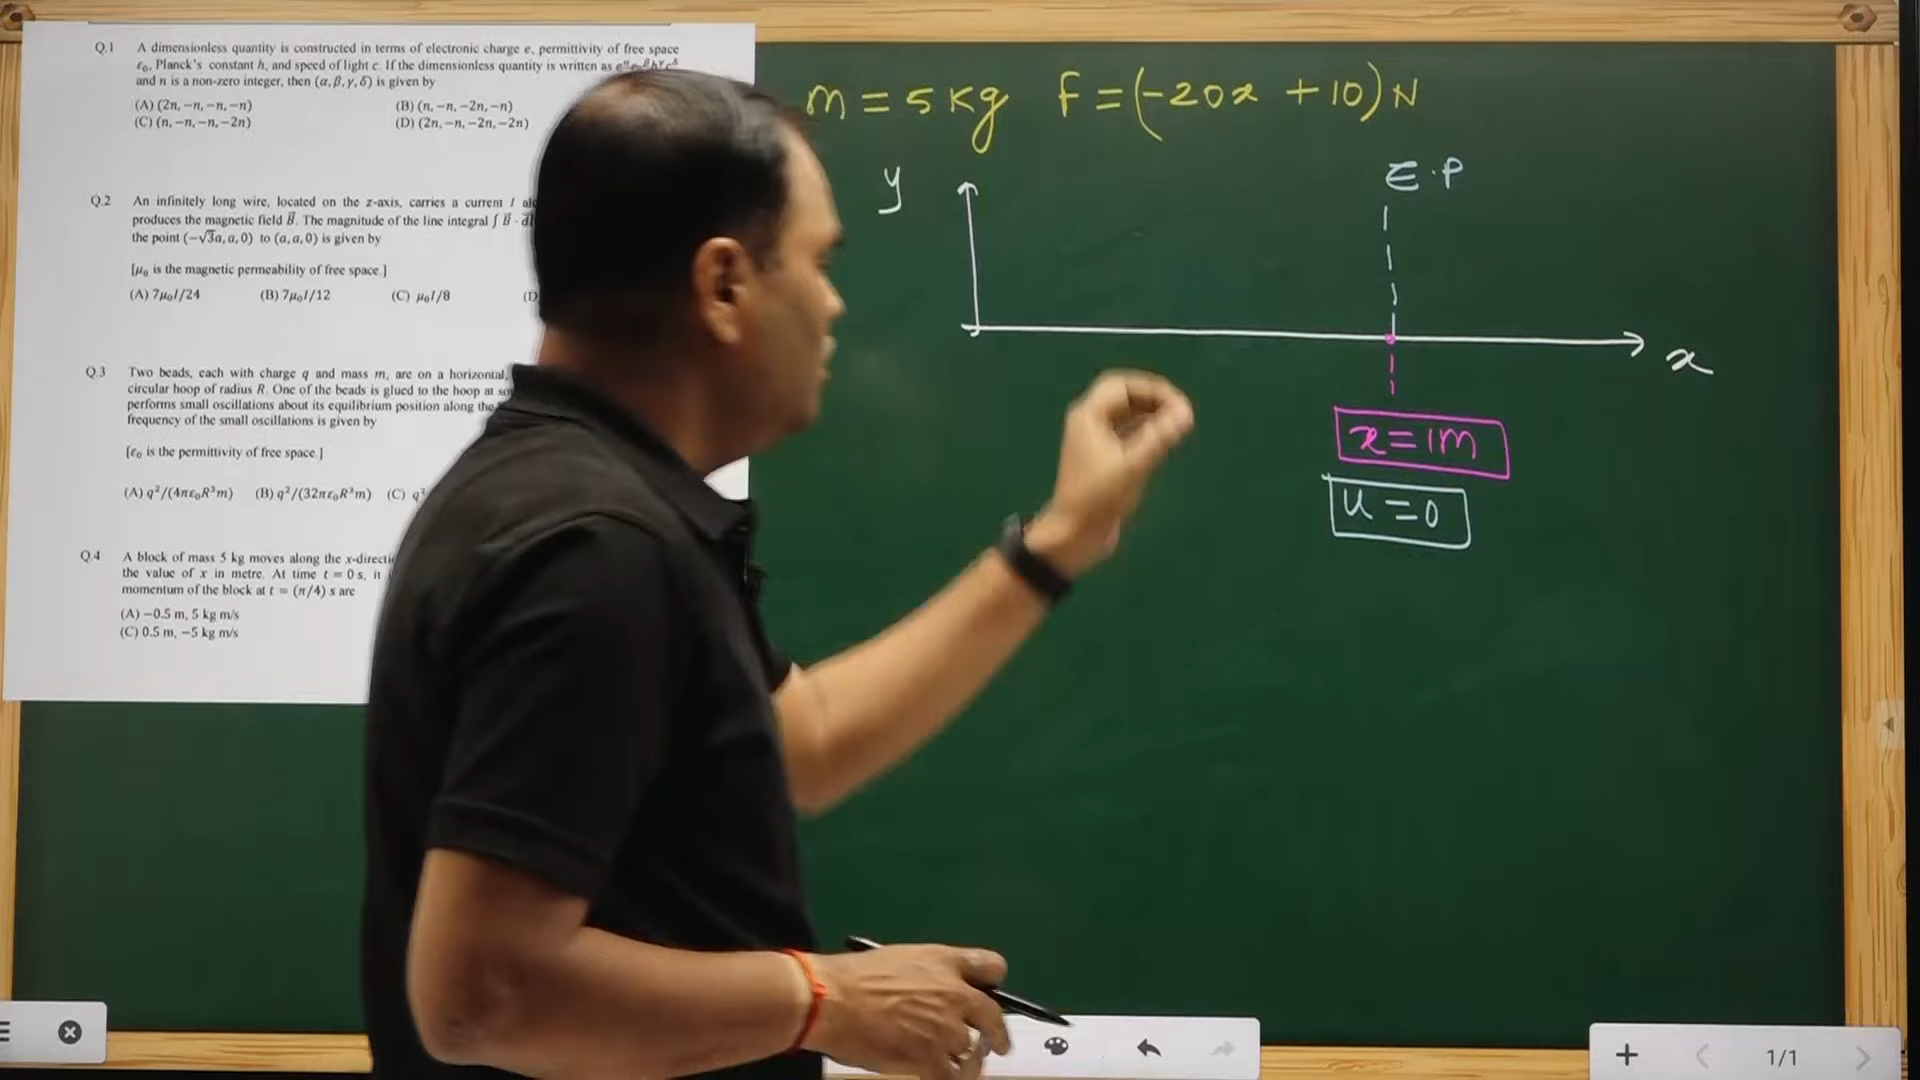 Q.1 A dimensionless quantity is constructed in terms of electronic charge e, permittivity of free space
ε₀, Planck's constant h, and speed of light c. If the dimensionless quantity is written as
and n is a non-zero integer, then (α, β, γ, δ) is given by
(A) (2n, −n, −n, −n) (B) (n, −n, −2n, −n)
(C) (n, −n, −n, −2n) (D) (2n, −n, −2n, −2n)
Q.2 An infinitely long wire, located on the z-axis, carries a current I
produces the magnetic field B⃗. The magnitude of the line integral ∫ B⃗ ·
the point (−√3a, a, 0) to (a, a, 0) is given by
[μ₀ is the magnetic permeability of free space.]
(A) 7μ₀I/24 (B) 7μ₀I/12 (C) μ₀I/8 (D)
Q.3 Two beads, each with charge q and mass m, are on a horizontal,
circular hoop of radius R. One of the beads is glued to the hoop at
performs small oscillations about its equilibrium position along the
frequency of the small oscillations is given by
[ε₀ is the permittivity of free space.]
(A) q²/(4πε₀R³m) (B) q²/(32πε₀R³m) (C)
Q.4 A block of mass 5 kg moves along the
the value of x in metre. At time t = 0 s, it
momentum of the block at t = (π/4) s are
(A) −0.5 m, 5 kg m/s
(C) 0.5 m, −5 kg m/s
m = 5 kg F = (−20x + 10) N
E.P
y
x
x = 1m
u = 0
1/1